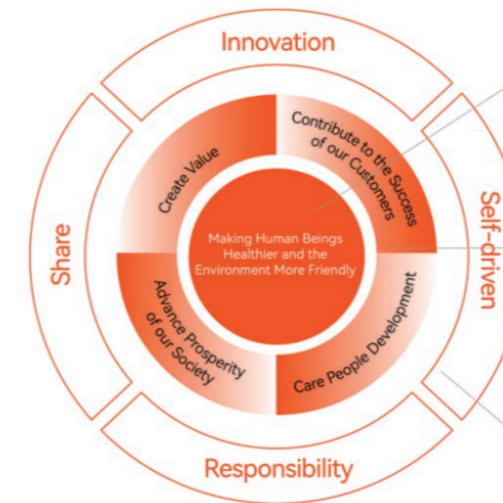 Innovation
Create Value
Contribute to the Success
of our Customers
Share
Making Human Beings
Healthier and the
Environment More Friendly
Self-driven
Advance Prosperity
of our Society
Care People Development
Responsibility